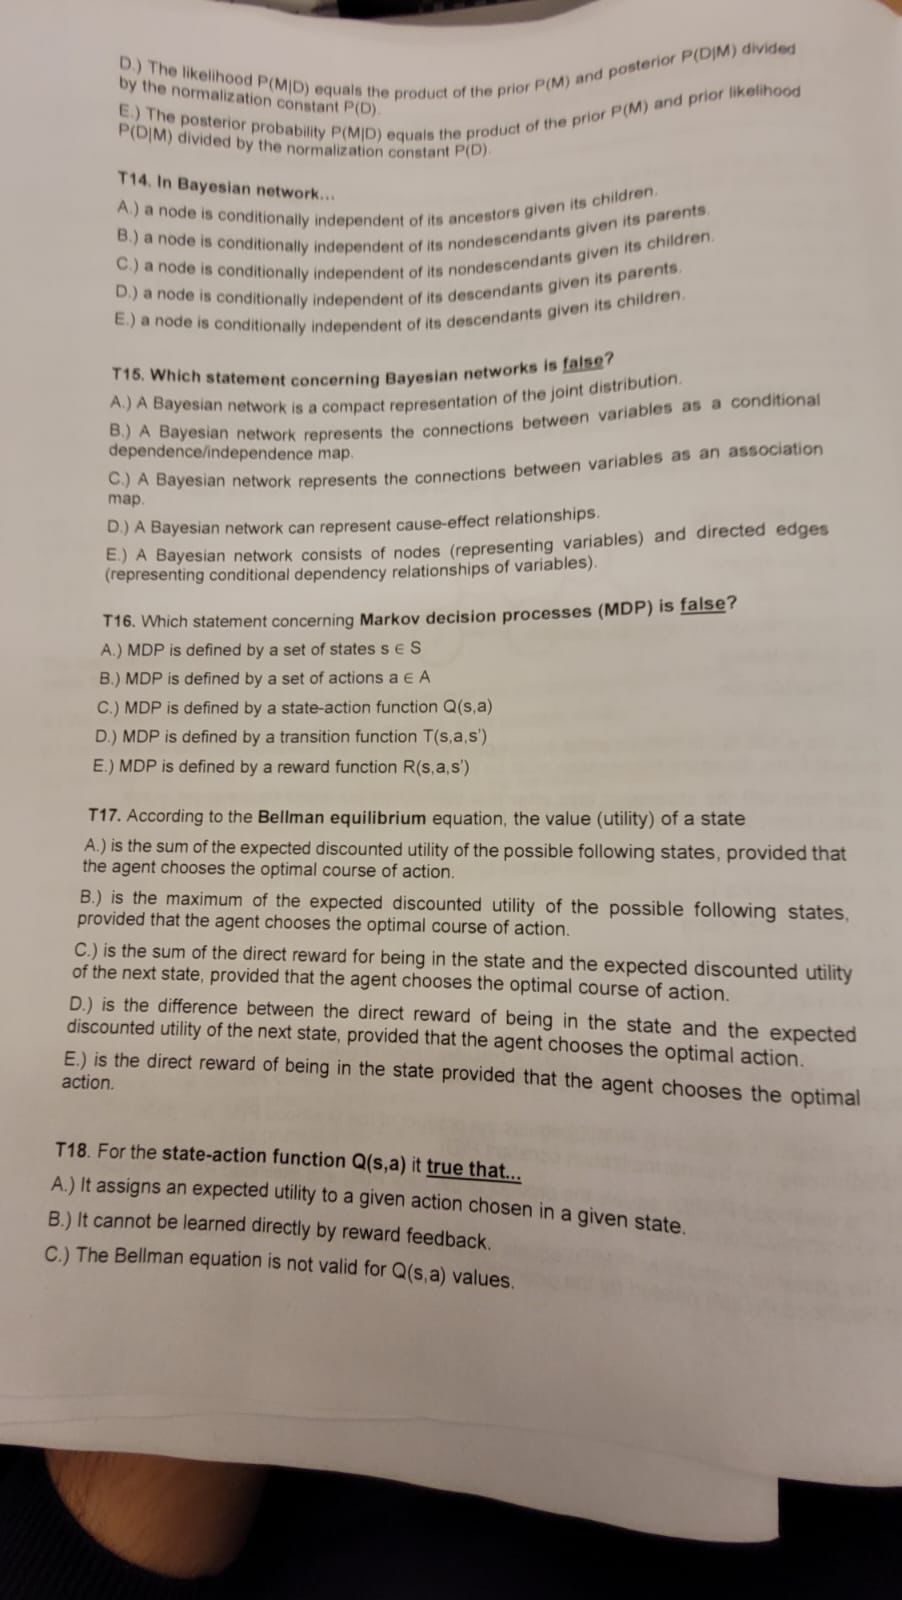 D.) The likelihood P(M|D) equals the product of the prior P(M) and posterior P(D|M) divided
by the normalization constant P(D).
E.) The posterior probability P(M|D) equals the product of the prior P(M) and prior likelihood
P(D|M) divided by the normalization constant P(D).
T14. In Bayesian network...
A.) a node is conditionally independent of its ancestors given its children.
B.) a node is conditionally independent of its nondescendants given its parents.
C.) a node is conditionally independent of its nondescendants given its children.
D.) a node is conditionally independent of its descendants given its parents.
E.) a node is conditionally independent of its descendants given its children.
T15. Which statement concerning Bayesian networks is false?
A.) A Bayesian network is a compact representation of the joint distribution.
B.) A Bayesian network represents the connections between variables as a conditional
dependence/independence map.
C.) A Bayesian network represents the connections between variables as an association
map.
D.) A Bayesian network can represent cause-effect relationships.
E.) A Bayesian network consists of nodes (representing variables) and directed edges
(representing conditional dependency relationships of variables).
T16. Which statement concerning Markov decision processes (MDP) is false?
A.) MDP is defined by a set of states s ∈ S
B.) MDP is defined by a set of actions a ∈ A
C.) MDP is defined by a state-action function Q(s,a)
D.) MDP is defined by a transition function T(s,a,s')
E.) MDP is defined by a reward function R(s,a,s')
T17. According to the Bellman equilibrium equation, the value (utility) of a state
A.) is the sum of the expected discounted utility of the possible following states, provided that
the agent chooses the optimal course of action.
B.) is the maximum of the expected discounted utility of the possible following states,
provided that the agent chooses the optimal course of action.
C.) is the sum of the direct reward for being in the state and the expected discounted utility
of the next state, provided that the agent chooses the optimal course of action.
D.) is the difference between the direct reward of being in the state and the expected
discounted utility of the next state, provided that the agent chooses the optimal action.
E.) is the direct reward of being in the state provided that the agent chooses the optimal
action.
T18. For the state-action function Q(s,a) it true that...
A.) It assigns an expected utility to a given action chosen in a given state.
B.) It cannot be learned directly by reward feedback.
C.) The Bellman equation is not valid for Q(s,a) values.